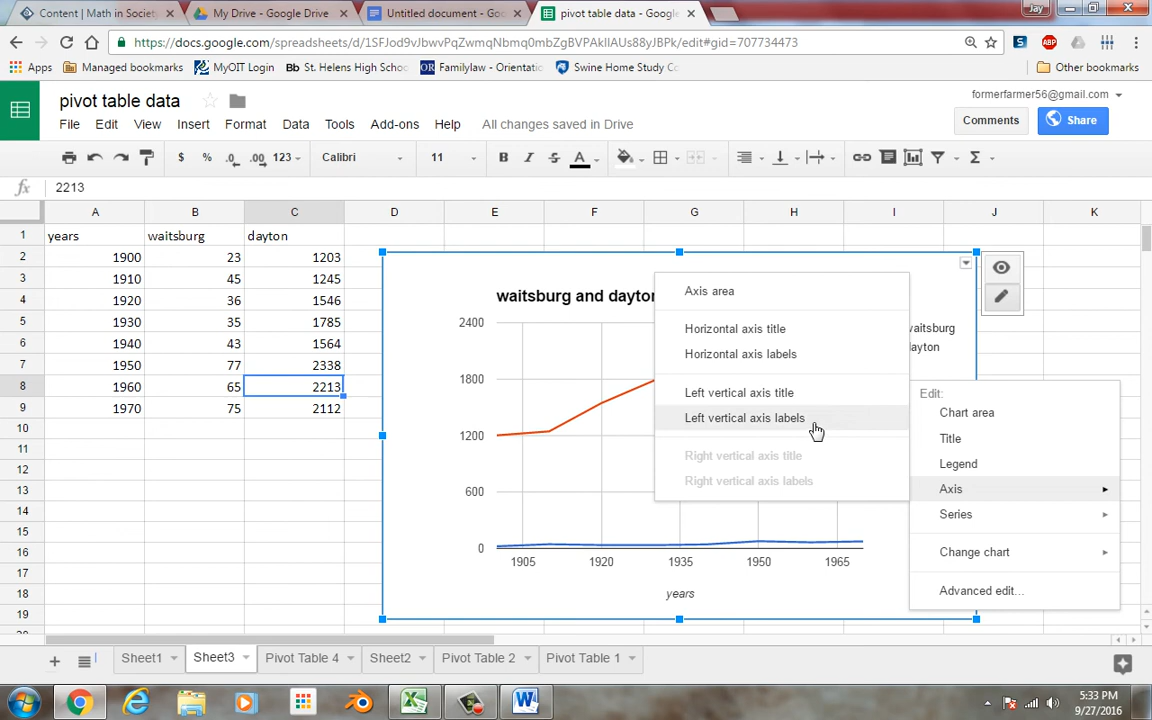 Content | Math in Society
My Drive - Google Drive
Untitled document - Goo
pivot table data - Google
Jay
https://docs.google.com/spreadsheets/d/1SFJod9vJbwvPqZwmqNbmq0mbZgBVPAkIIAUs88yJBPk/edit#gid=707734473
ABP
Apps
Managed bookmarks
MyOIT Login
Bb St. Helens High Schoo
OR Familylaw - Orientatio
Swine Home Study Co
Other bookmarks
pivot table data
formerfarmer56@gmail.com
File Edit View Insert Format Data Tools Add-ons Help All changes saved in Drive
Comments
Share
$ % .0 .00 123 Calibri 11 B I S A Σ
fx 2213
A B C D E F G H I J K
1 years waitsburg dayton
2 1900 23 1203
3 1910 45 1245
4 1920 36 1546
5 1930 35 1785
6 1940 43 1564
7 1950 77 2338
8 1960 65 2213
9 1970 75 2112
10
11
12
13
14
15
16
17
18
19
waitsburg and dayton
2400
1800
1200
600
0
1905 1920 1935 1950 1965
years
waitsburg
dayton
Axis area
Horizontal axis title
Horizontal axis labels
Left vertical axis title
Left vertical axis labels
Right vertical axis title
Right vertical axis labels
Edit:
Chart area
Title
Legend
Axis
Series
Change chart
Advanced edit...
Sheet1 Sheet3 Pivot Table 4 Sheet2 Pivot Table 2 Pivot Table 1
5:33 PM
9/27/2016